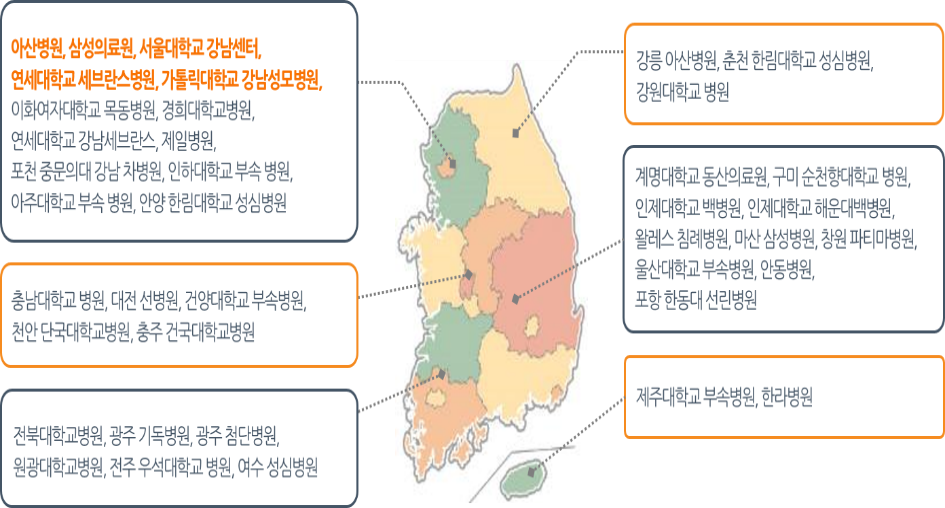 아산병원, 삼성의료원, 서울대학교 강남센터,
연세대학교 세브란스병원, 가톨릭대학교 강남성모병원,
이화여자대학교 목동병원, 경희대학교병원,
연세대학교 강남세브란스, 제일병원,
포천 중문의대 강남 차병원, 인하대학교 부속 병원,
아주대학교 부속 병원, 안양 한림대학교 성심병원
충남대학교 병원, 대전 선병원, 건양대학교 부속병원,
천안 단국대학교병원, 충주 건국대학교병원
전북대학교병원, 광주 기독병원, 광주 첨단병원,
원광대학교병원, 전주 우석대학교 병원, 여수 성심병원
강릉 아산병원, 춘천 한림대학교 성심병원,
강원대학교 병원
계명대학교 동산의료원, 구미 순천향대학교 병원,
인제대학교 백병원, 인제대학교 해운대백병원,
왈레스 침례병원, 마산 삼성병원, 창원 파티마병원,
울산대학교 부속병원, 안동병원,
포항 한동대 선린병원
제주대학교 부속병원, 한라병원